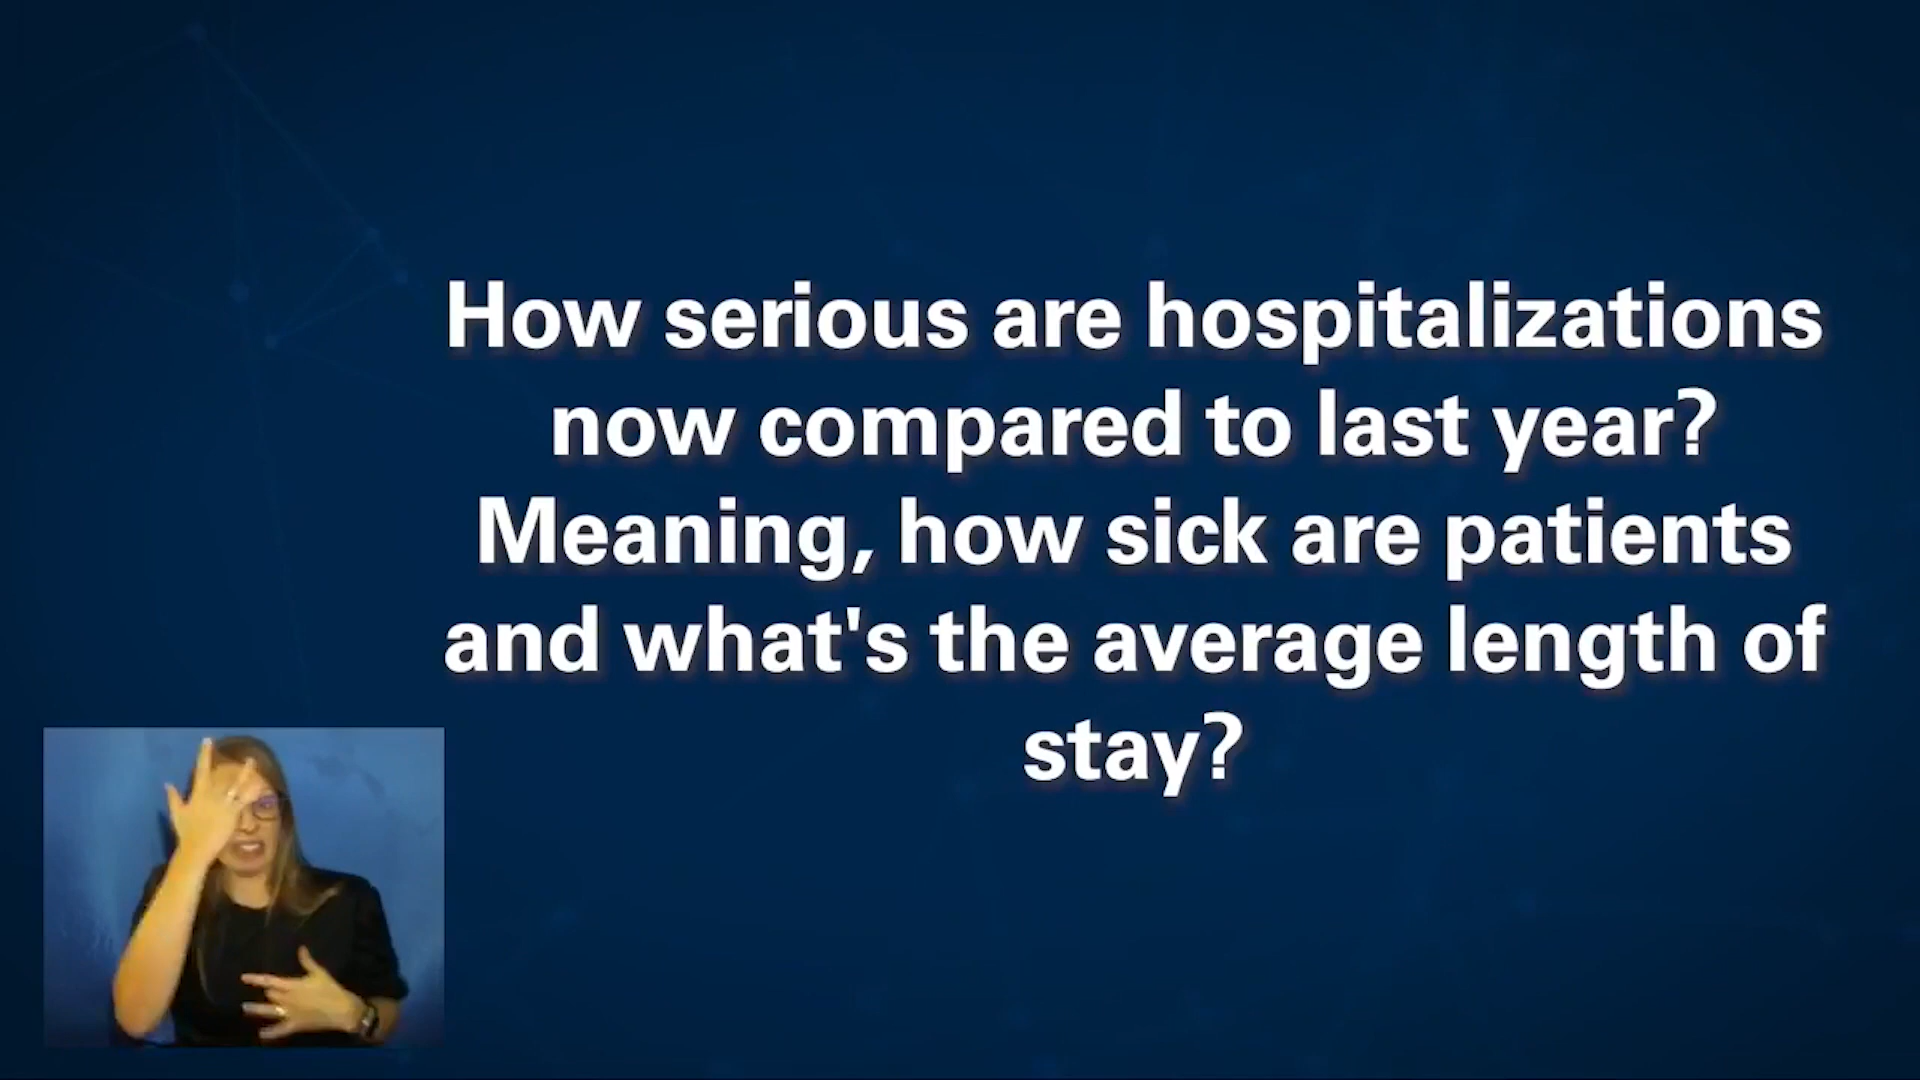 How serious are hospitalizations
now compared to last year?
Meaning, how sick are patients
and what's the average length of
stay?